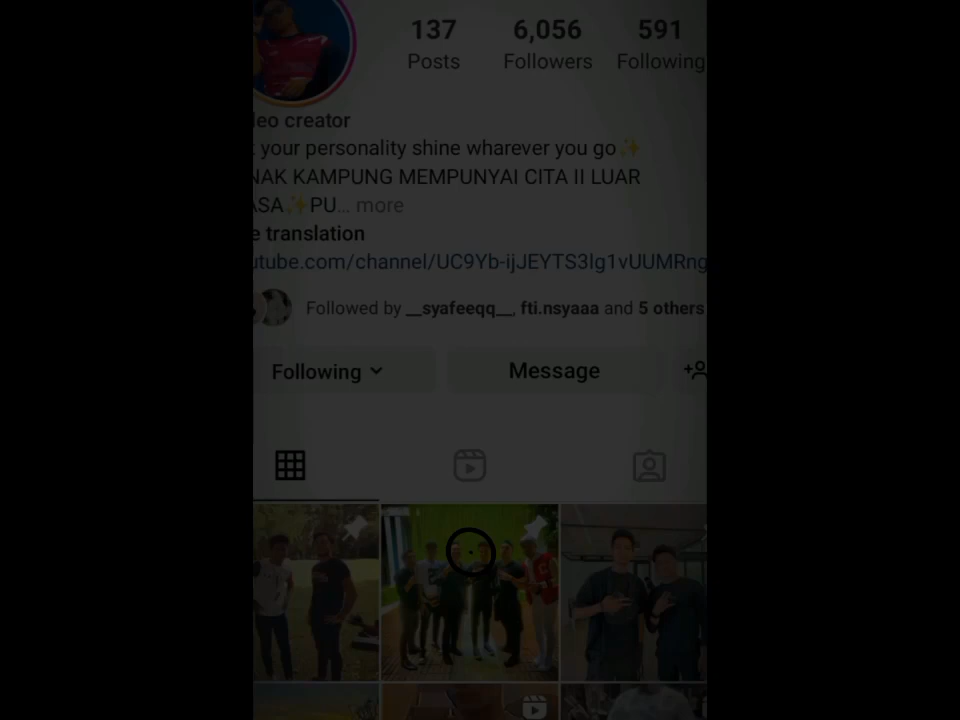 137 6,056 591
Posts Followers Following
eo creator
your personality shine wharever you go✨
NAK KAMPUNG MEMPUNYAI CITA II LUAR
ASA✨PU... more
e translation
utube.com/channel/UC9Yb-ijJEYTS3lg1vUUMRng
Followed by __syafeeqq__, fti.nsyaaa and 5 others
Following Message